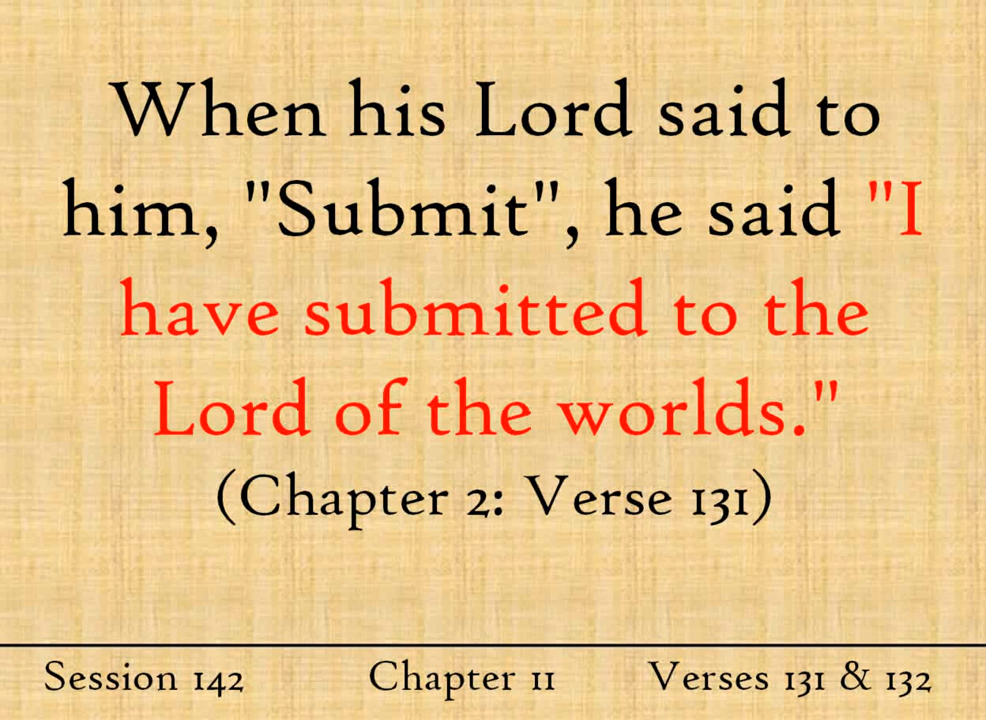 When his Lord said to
him, "Submit", he said "I
have submitted to the
Lord of the worlds."
(Chapter 2: Verse 131)
Session 142 Chapter 11 Verses 131 & 132